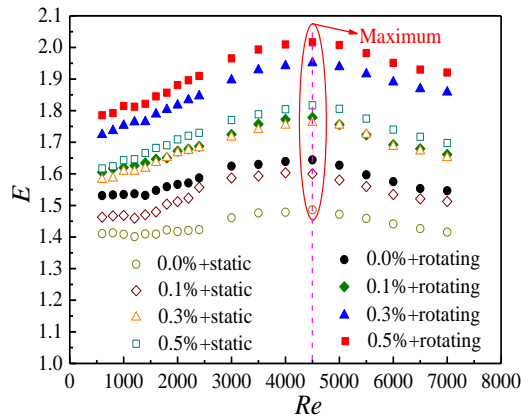 Maximum
2.1
2.0
1.9
1.8
1.7
1.6
1.5
1.4
1.3
1.2
1.1
1.0
E
0.0%+static
0.1%+static
0.3%+static
0.5%+static
0.0%+rotating
0.1%+rotating
0.3%+rotating
0.5%+rotating
0 1000 2000 3000 4000 5000 6000 7000 8000
Re